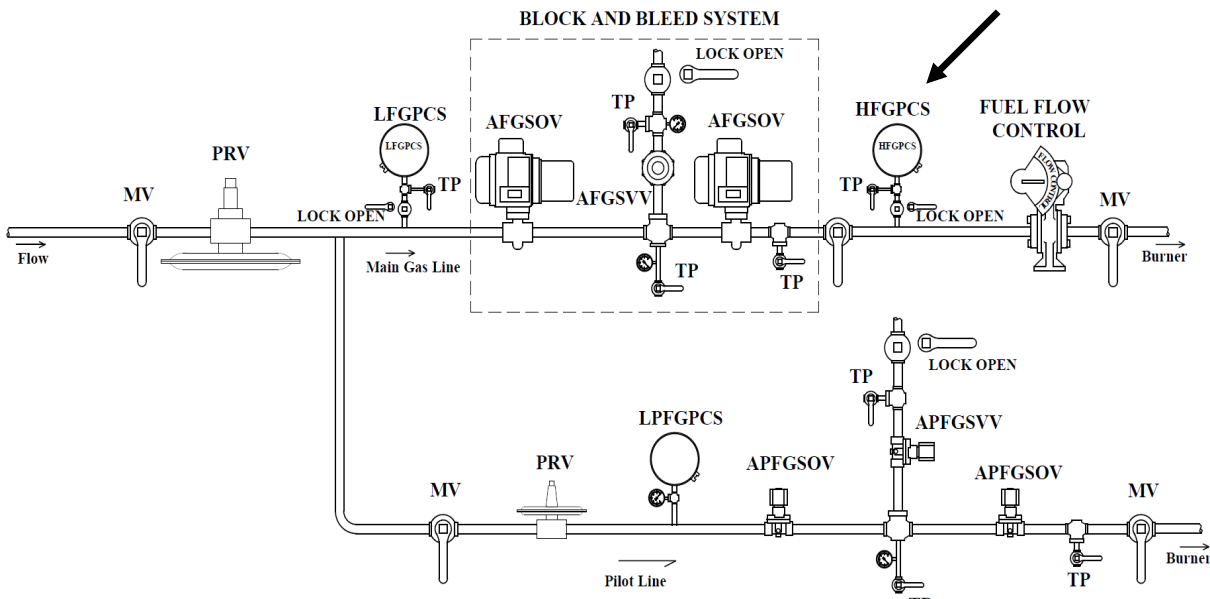 BLOCK AND BLEED SYSTEM
LOCK OPEN
TP
LFGPCS
LFGPCS
AFGSOV
AFGSOV
HFGPCS
HFGPCS
FUEL FLOW
CONTROL
FLOW CONTROL
PRV
MV
TP
LOCK OPEN
AFGSVV
TP
LOCK OPEN
MV
Flow
Main Gas Line
TP
TP
Burner
LOCK OPEN
TP
LPFGPCS
APFGSVV
PRV
APFGSOV
APFGSOV
MV
MV
Pilot Line
TP
Burner